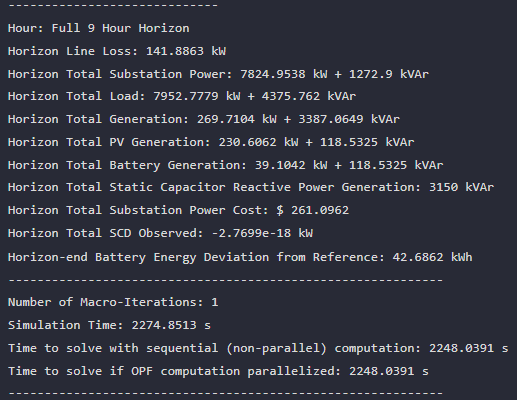 -----------------------------
Hour: Full 9 Hour Horizon
Horizon Line Loss: 141.8863 kW
Horizon Total Substation Power: 7824.9538 kW + 1272.9 kVAr
Horizon Total Load: 7952.7779 kW + 4375.762 kVAr
Horizon Total Generation: 269.7104 kW + 3387.0649 kVAr
Horizon Total PV Generation: 230.6062 kW + 118.5325 kVAr
Horizon Total Battery Generation: 39.1042 kW + 118.5325 kVAr
Horizon Total Static Capacitor Reactive Power Generation: 3150 kVAr
Horizon Total Substation Power Cost: $ 261.0962
Horizon Total SCD Observed: -2.7699e-18 kW
Horizon-end Battery Energy Deviation from Reference: 42.6862 kWh
------------------------------------------------------------
Number of Macro-Iterations: 1
Simulation Time: 2274.8513 s
Time to solve with sequential (non-parallel) computation: 2248.0391 s
Time to solve if OPF computation parallelized: 2248.0391 s
------------------------------------------------------------